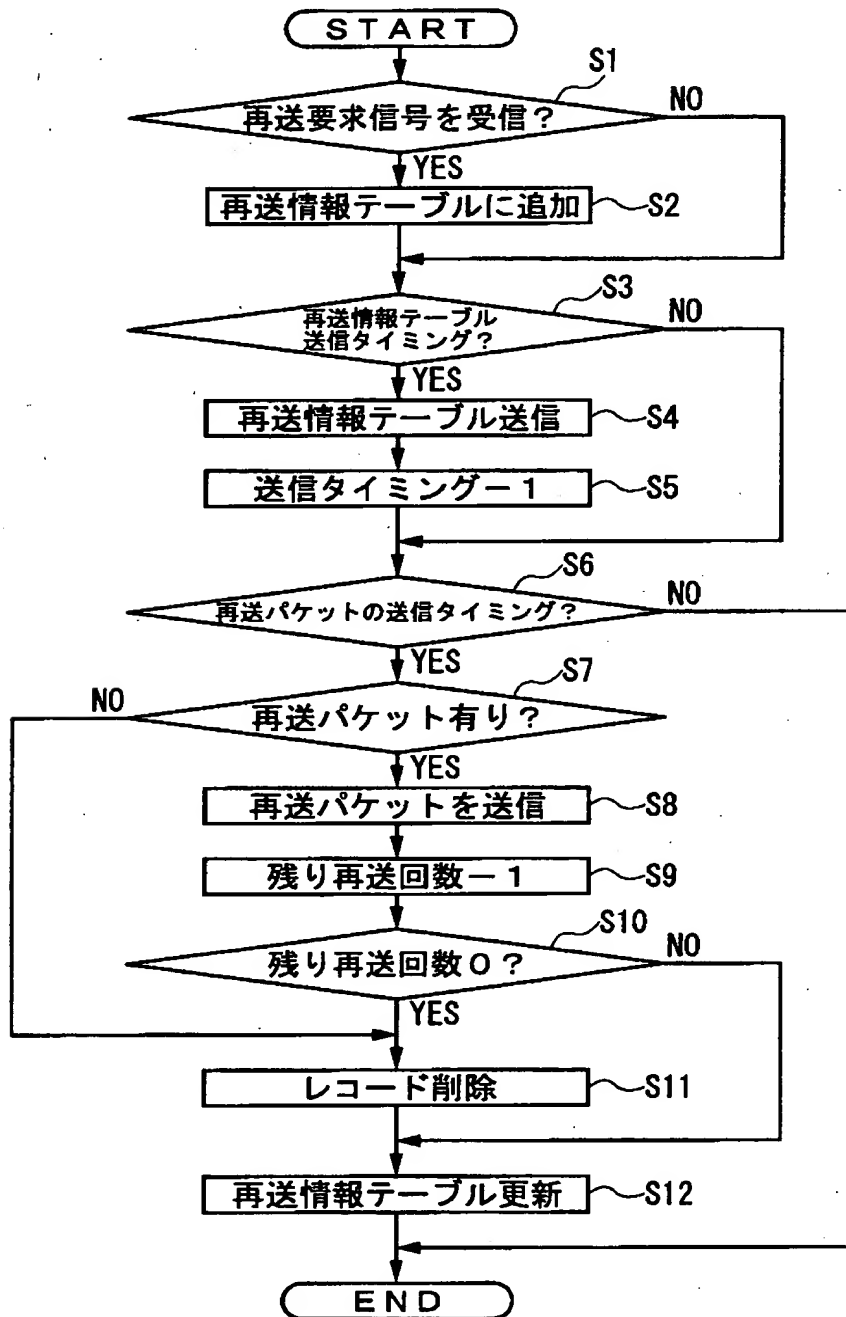 START
S1
再送要求信号を受信?
NO
YES
再送情報テーブルに追加
S2
S3
再送情報テーブル
送信タイミング?
NO
YES
再送情報テーブル送信
S4
送信タイミング-1
S5
S6
再送パケットの送信タイミング?
NO
YES
S7
NO
再送パケット有り?
YES
再送パケットを送信
S8
残り再送回数-1
S9
S10
残り再送回数0?
NO
YES
レコード削除
S11
再送情報テーブル更新
S12
END